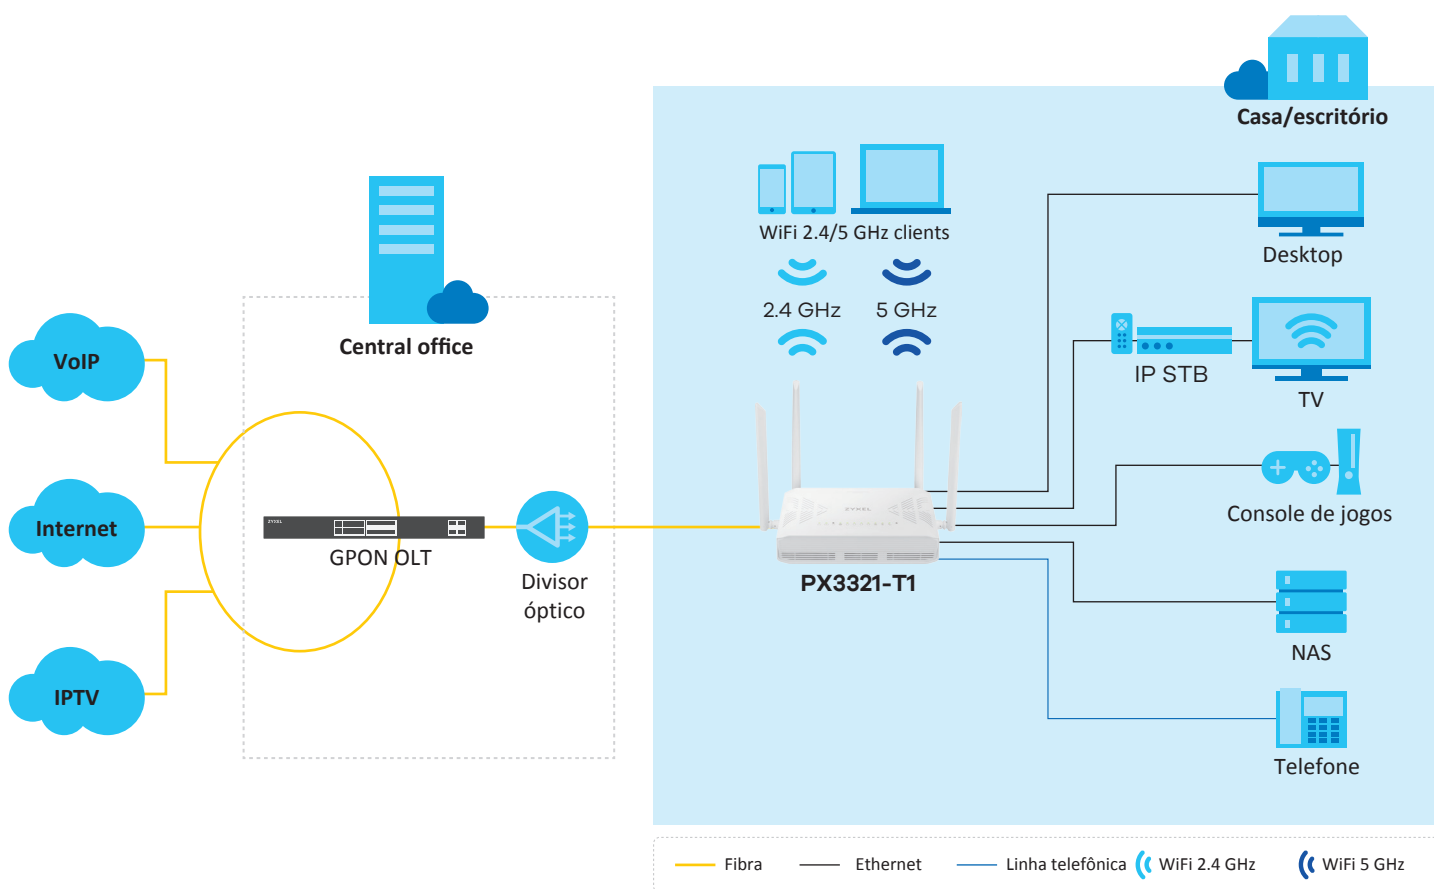 Casa/escritório
WiFi 2.4/5 GHz clients
2.4 GHz
5 GHz
Desktop
IP STB
TV
Console de jogos
NAS
Telefone
ZYXEL
PX3321-T1
Central office
VoIP
Internet
IPTV
ZYXEL
GPON OLT
Divisor
óptico
Fibra
Ethernet
Linha telefônica
WiFi 2.4 GHz
WiFi 5 GHz